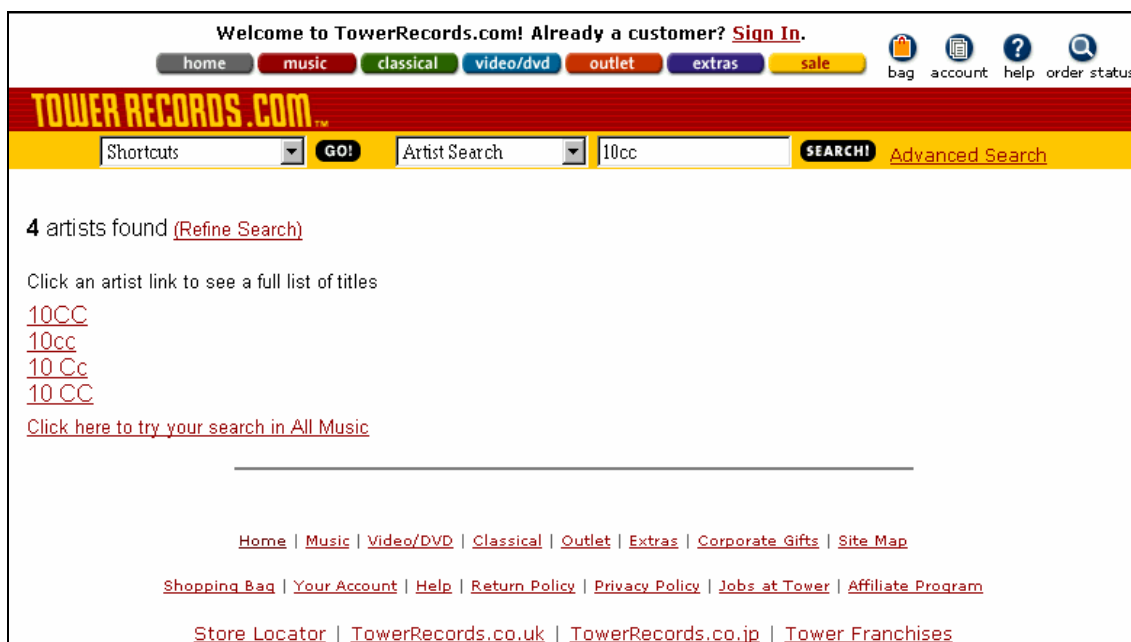 Welcome to TowerRecords.com! Already a customer? Sign In.
home music classical video/dvd outlet extras sale
bag account help order status
TOWER RECORDS.COM™
Shortcuts GO! Artist Search 10cc SEARCH! Advanced Search
4 artists found (Refine Search)
Click an artist link to see a full list of titles
10CC
10cc
10 Cc
10 CC
Click here to try your search in All Music
Home | Music | Video/DVD | Classical | Outlet | Extras | Corporate Gifts | Site Map
Shopping Bag | Your Account | Help | Return Policy | Privacy Policy | Jobs at Tower | Affiliate Program
Store Locator | TowerRecords.co.uk | TowerRecords.co.jp | Tower Franchises